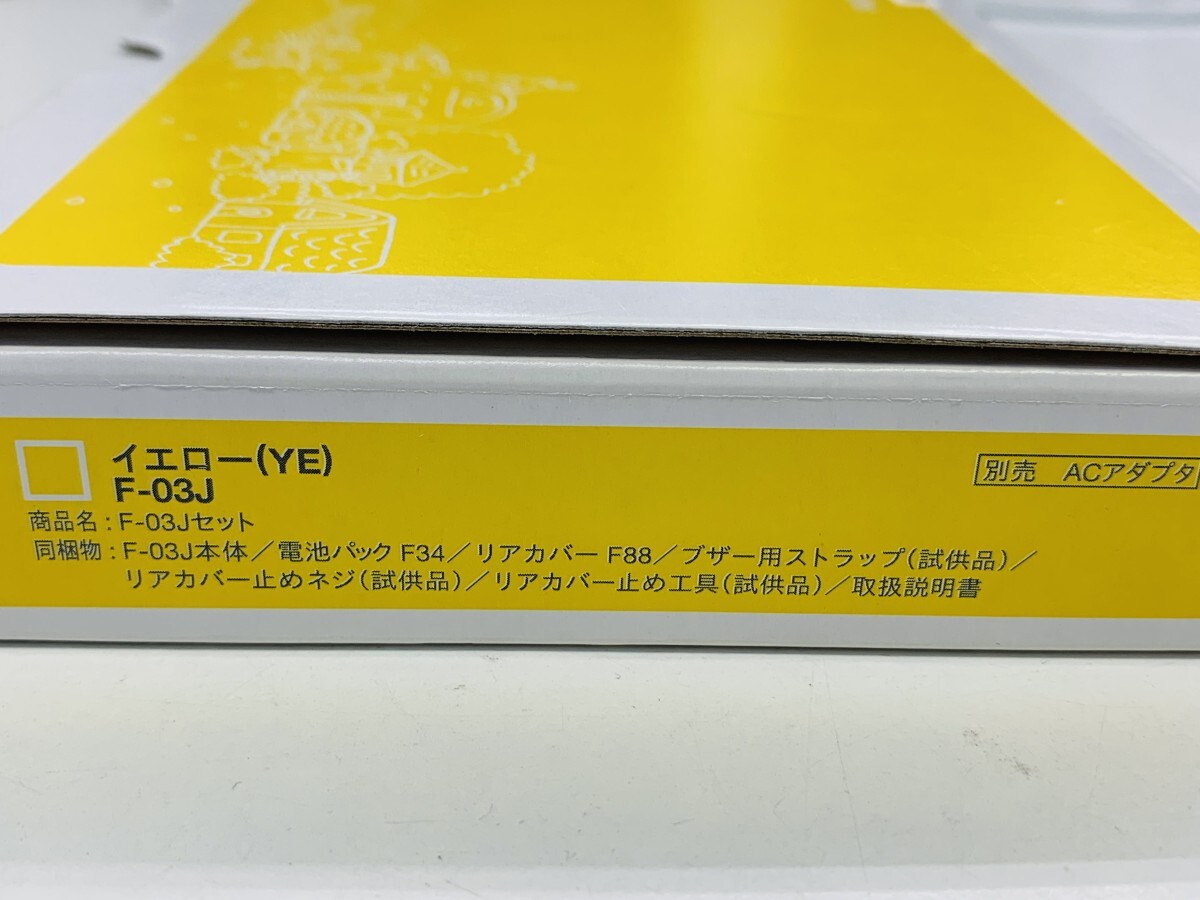 イエロー(YE)
F-03J
別売 ACアダプタ
商品名:F-03Jセット
同梱物:F-03J本体/電池パック F34/リアカバー F88/ブザー用ストラップ(試供品)/
リアカバー止めネジ(試供品)/リアカバー止め工具(試供品)/取扱説明書